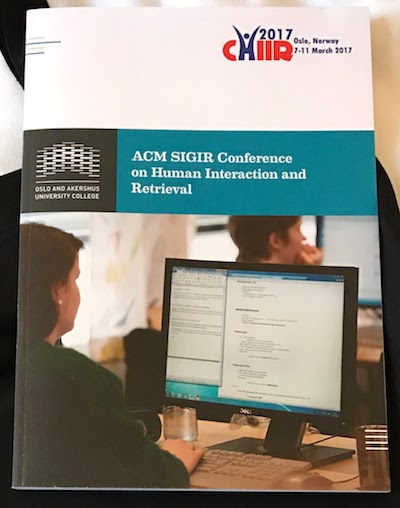 2017
CHIIR
Oslo, Norway
7-11 March 2017
ACM SIGIR Conference
on Human Interaction and
Retrieval
OSLO AND AKERSHUS
UNIVERSITY COLLEGE
DELL